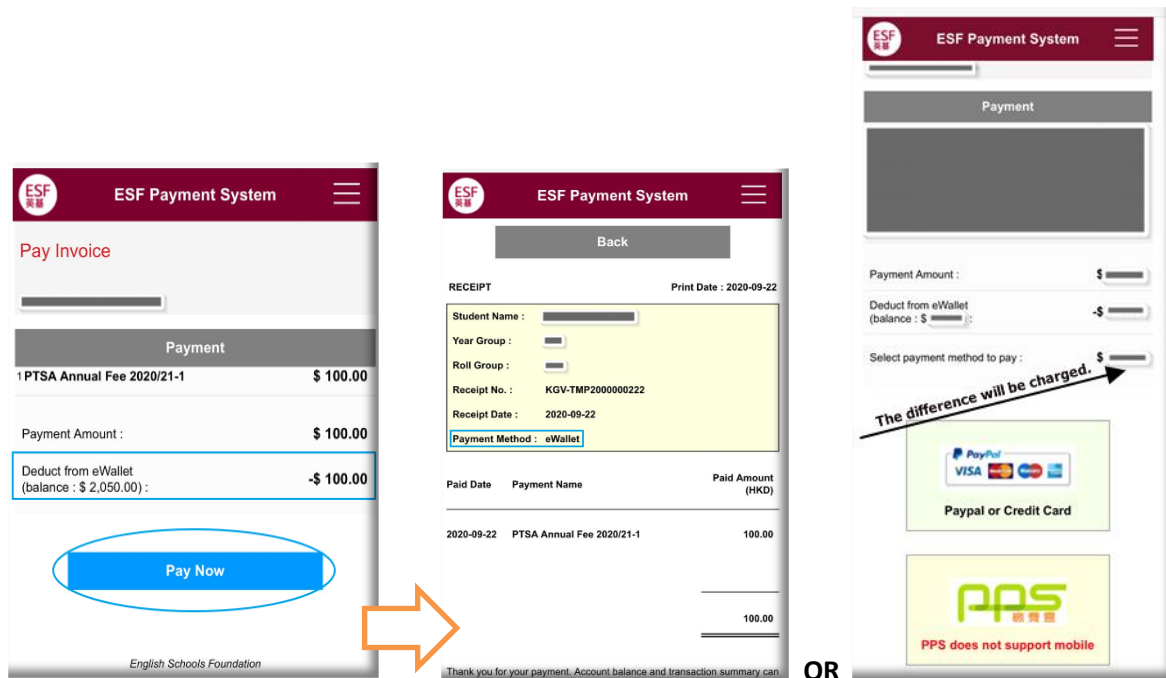 ESF
英基
ESF Payment System
Pay Invoice
Payment
1 PTSA Annual Fee 2020/21-1 $ 100.00
Payment Amount : $ 100.00
Deduct from eWallet
(balance : $ 2,050.00) : -$ 100.00
Pay Now
English Schools Foundation
ESF
英基
ESF Payment System
Back
RECEIPT Print Date : 2020-09-22
Student Name :
Year Group :
Roll Group :
Receipt No. : KGV-TMP2000000222
Receipt Date : 2020-09-22
Payment Method : eWallet
Paid Date Payment Name Paid Amount
(HKD)
2020-09-22 PTSA Annual Fee 2020/21-1 100.00
100.00
Thank you for your payment. Account balance and transaction summary can
OR
ESF
英基
ESF Payment System
Payment
Payment Amount : $
Deduct from eWallet
(balance : $ ) : -$
Select payment method to pay : $
The difference will be charged.
PayPal
VISA
Paypal or Credit Card
pps
繳費靈
PPS does not support mobile